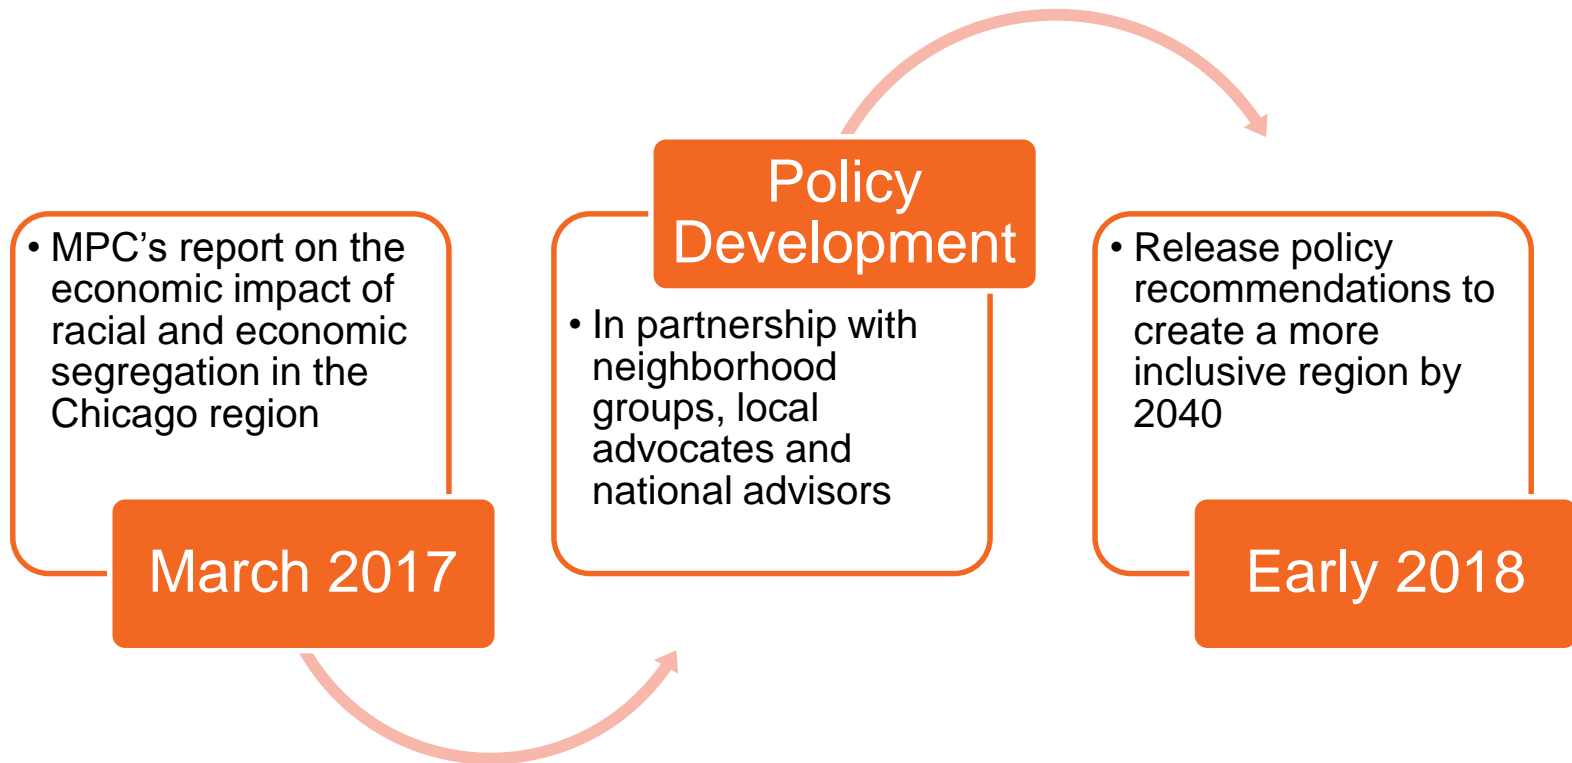 • MPC’s report on the
economic impact of
racial and economic
segregation in the
Chicago region
March 2017
Policy
Development
• In partnership with
neighborhood
groups, local
advocates and
national advisors
• Release policy
recommendations to
create a more
inclusive region by
2040
Early 2018